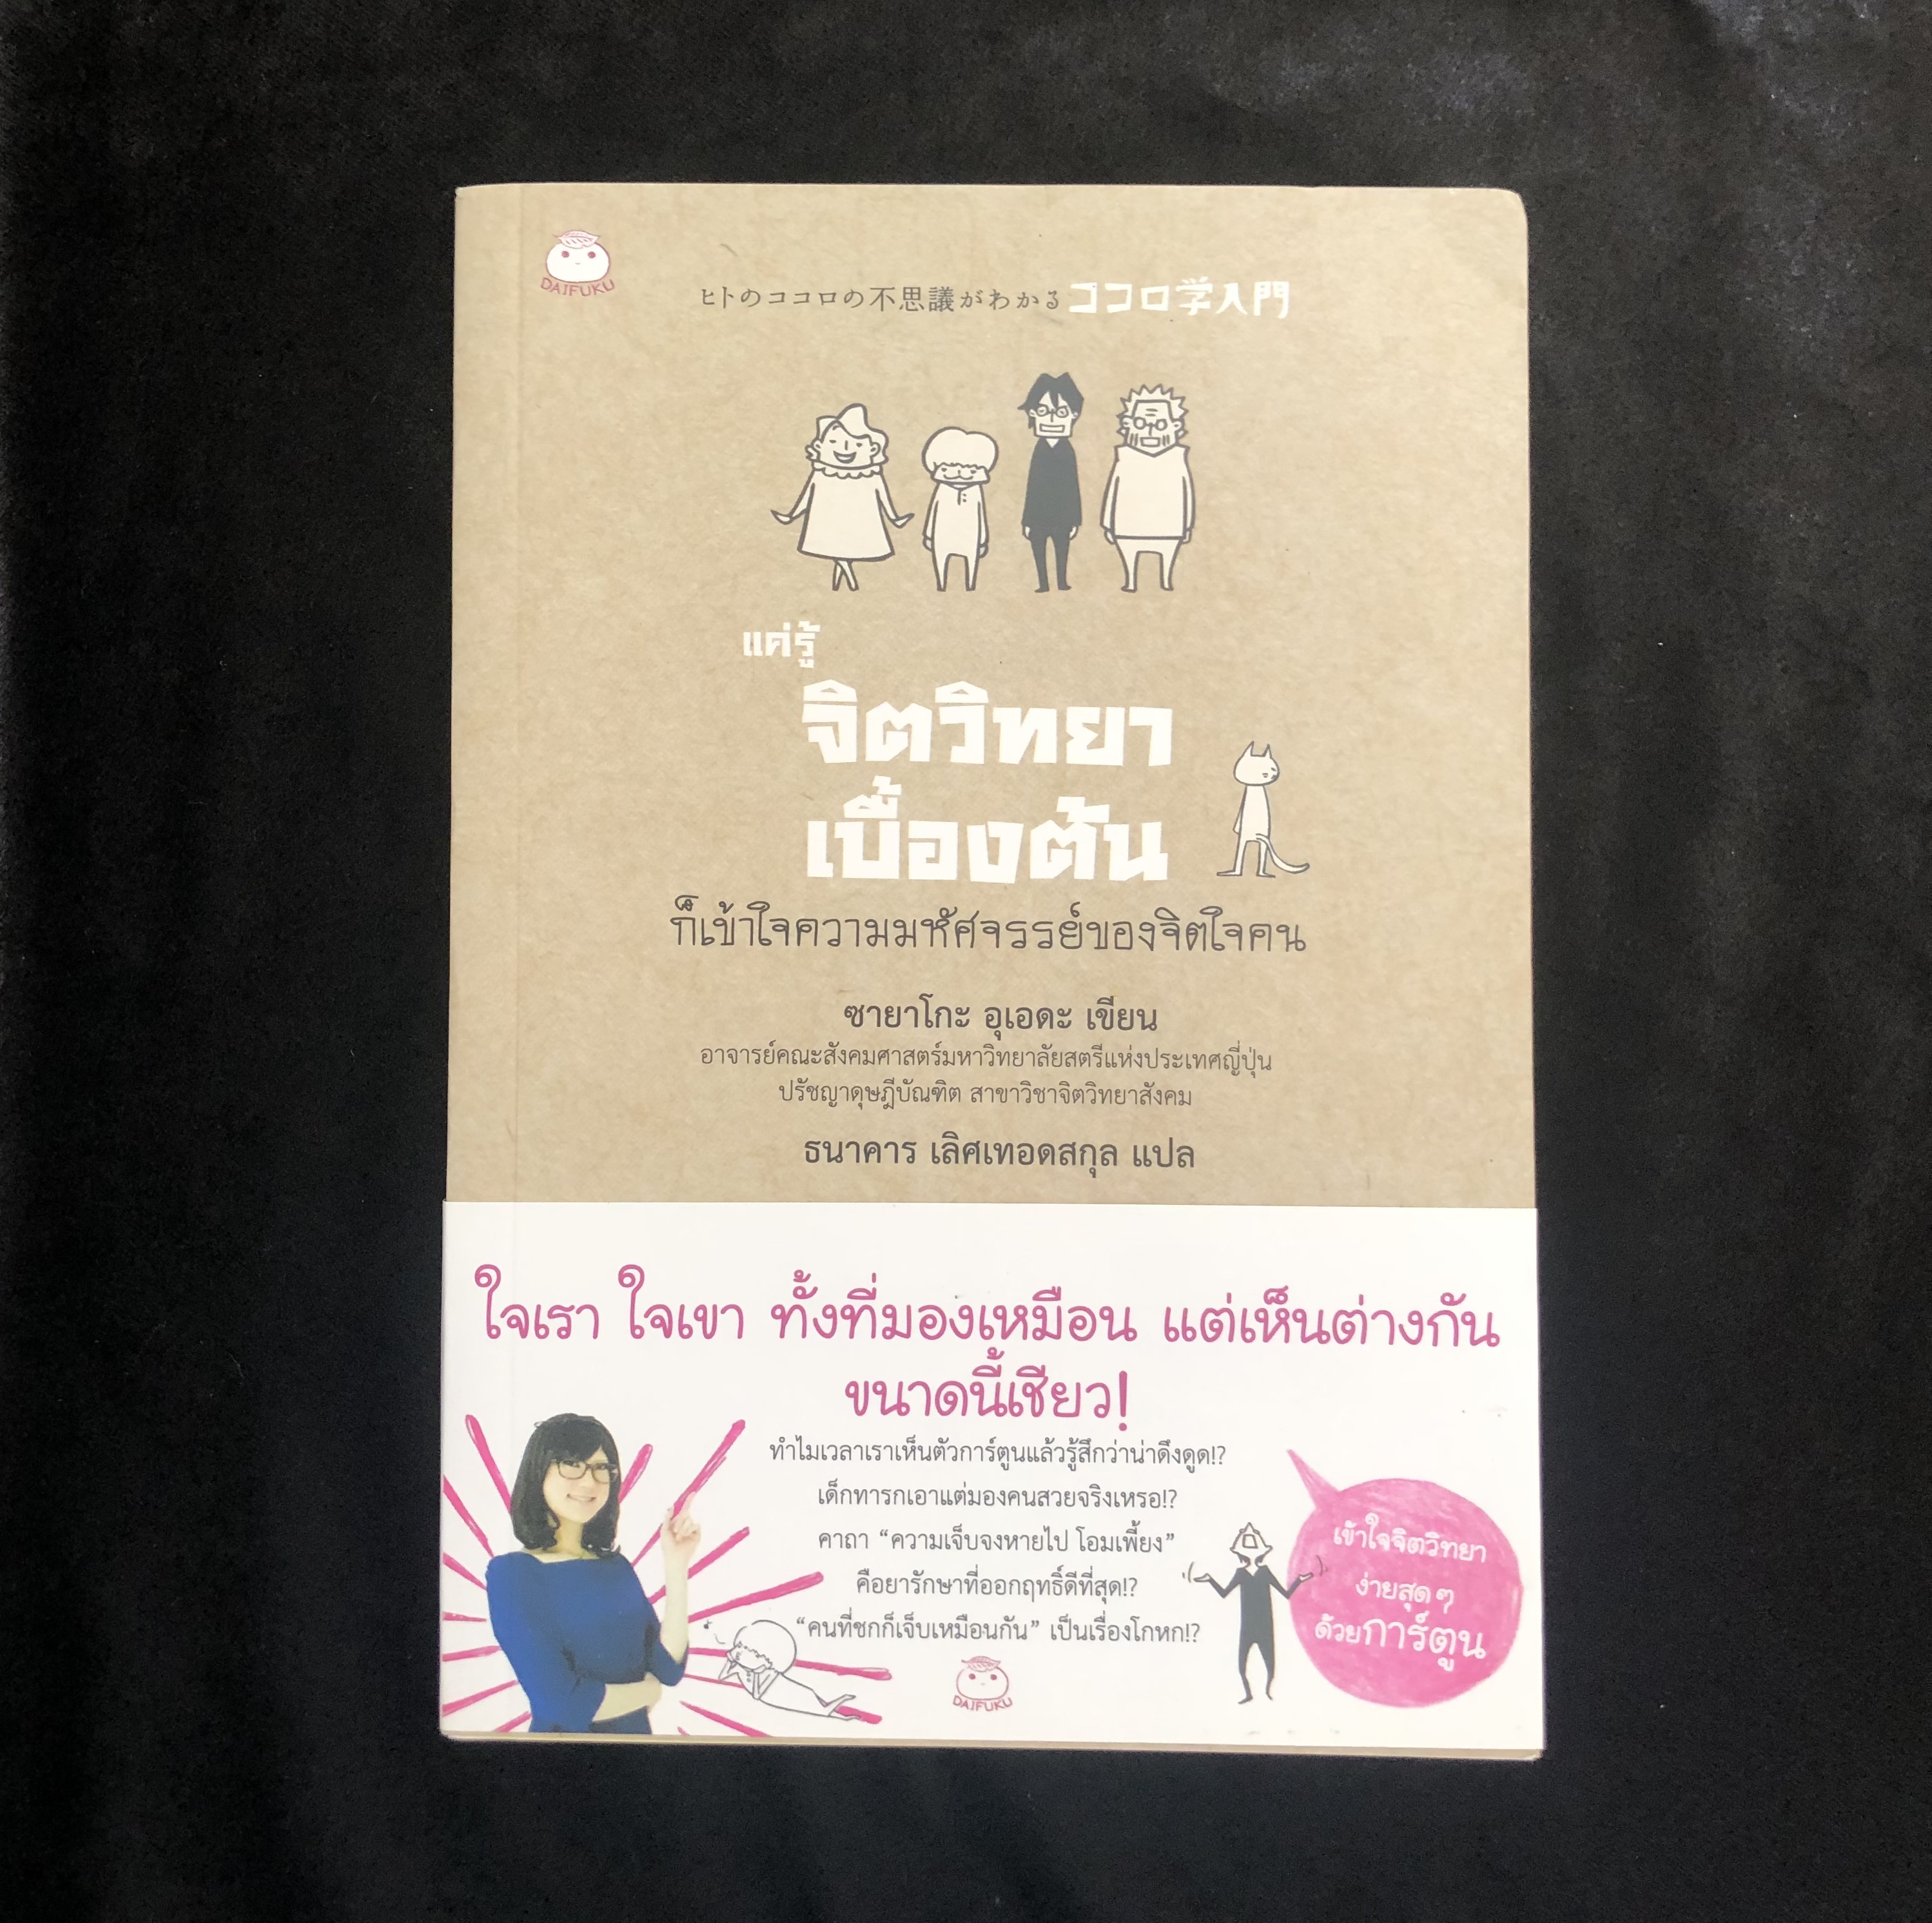 DAIFUKU
ヒトのココロの不思議がわかるココロ学入門
แค่รู้
จิตวิทยา
เบื้องต้น
ก็เข้าใจความมหัศจรรย์ของจิตใจคน
ซายาโกะ อุเอดะ เขียน
อาจารย์คณะสังคมศาสตร์มหาวิทยาลัยสตรีแห่งประเทศญี่ปุ่น
ปรัชญาดุษฎีบัณฑิต สาขาวิชาจิตวิทยาสังคม
ธนาคาร เลิศเทอดสกุล แปล
ใจเรา ใจเขา ทั้งที่มองเหมือน แต่เห็นต่างกัน
ขนาดนี้เชียว!
ทำไมเวลาเราเห็นตัวการ์ตูนแล้วรู้สึกว่าน่าดึงดูด!?
เด็กทารกเอาแต่มองคนสวยจริงเหรอ!?
คาถา “ความเจ็บจงหายไป โอมเพี้ยง”
คือยารักษาที่ออกฤทธิ์ดีที่สุด!?
“คนที่ชกก็เจ็บเหมือนกัน” เป็นเรื่องโกหก!?
เข้าใจจิตวิทยา
ง่ายสุดๆ
ด้วยการ์ตูน
DAIFUKU